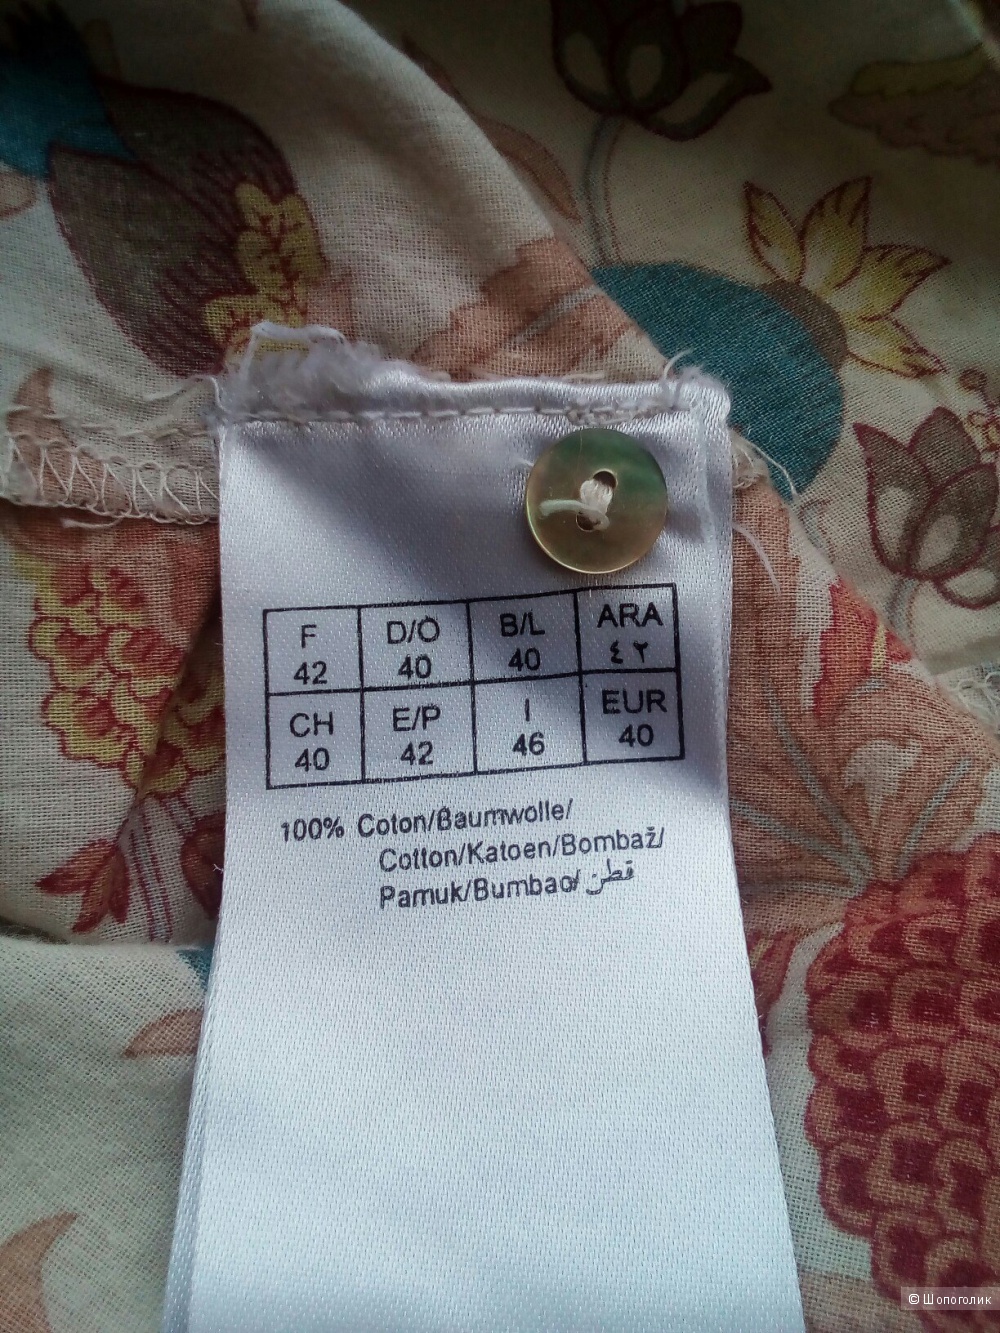 F D/Ö B/L ARA
42 40 40 ٤٢
CH E/P I EUR
40 42 46 40
100% Coton/Baumwolle/
Cotton/Katoen/Bombaž/
Pamuk/Bumbac/قطن
© Шопоголик